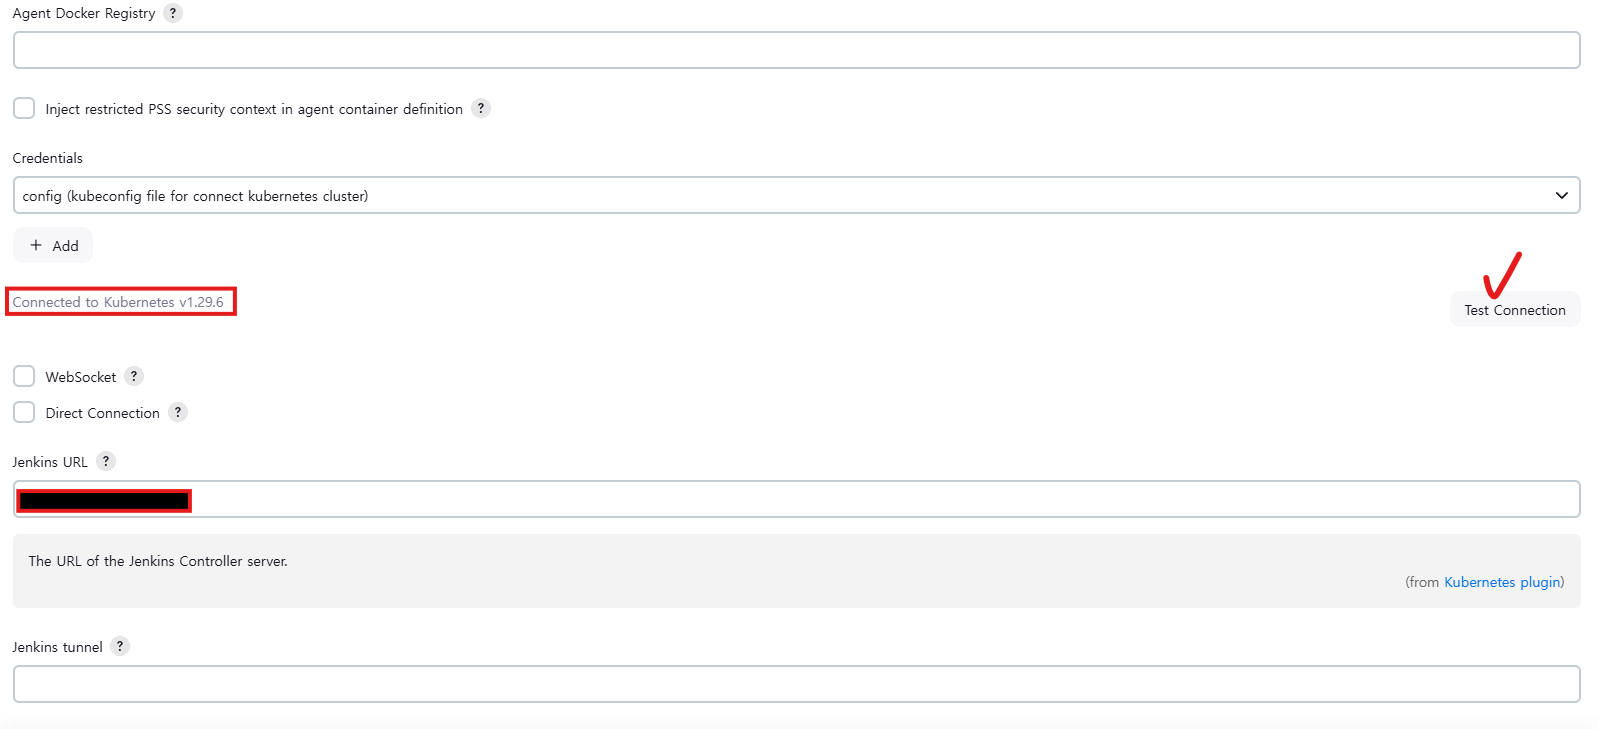 Agent Docker Registry ?
Inject restricted PSS security context in agent container definition ?
Credentials
config (kubeconfig file for connect kubernetes cluster)
+ Add
Connected to Kubernetes v1.29.6
Test Connection
WebSocket ?
Direct Connection ?
Jenkins URL ?
The URL of the Jenkins Controller server.
(from Kubernetes plugin)
Jenkins tunnel ?